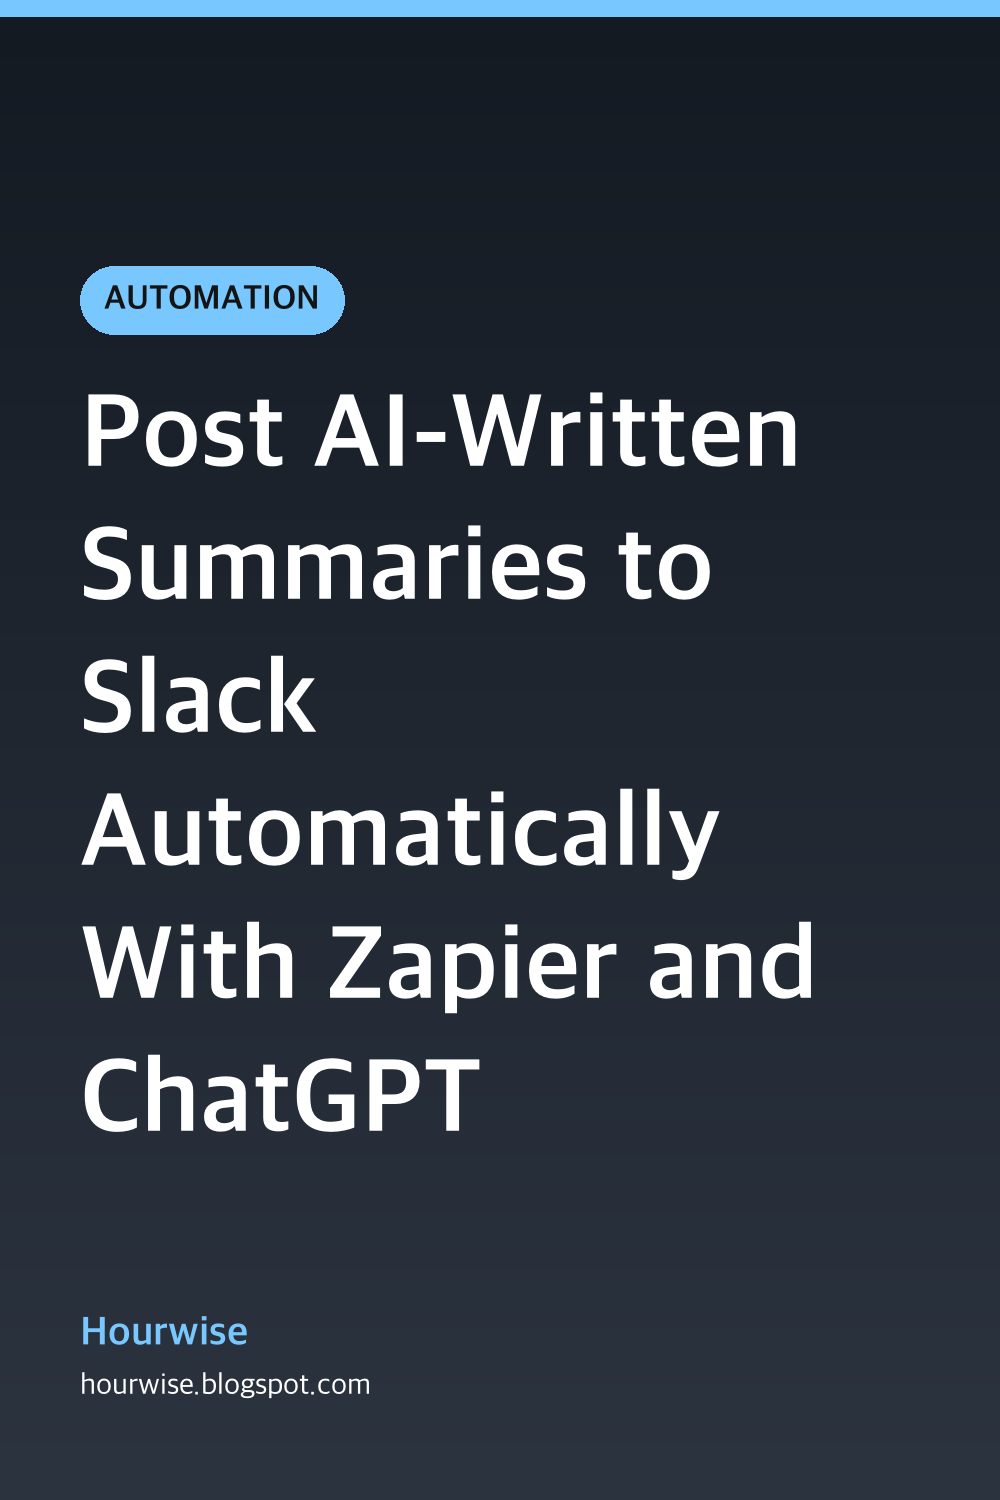 AUTOMATION
Post AI-Written
Summaries to
Slack
Automatically
With Zapier and
ChatGPT
Hourwise
hourwise.blogspot.com